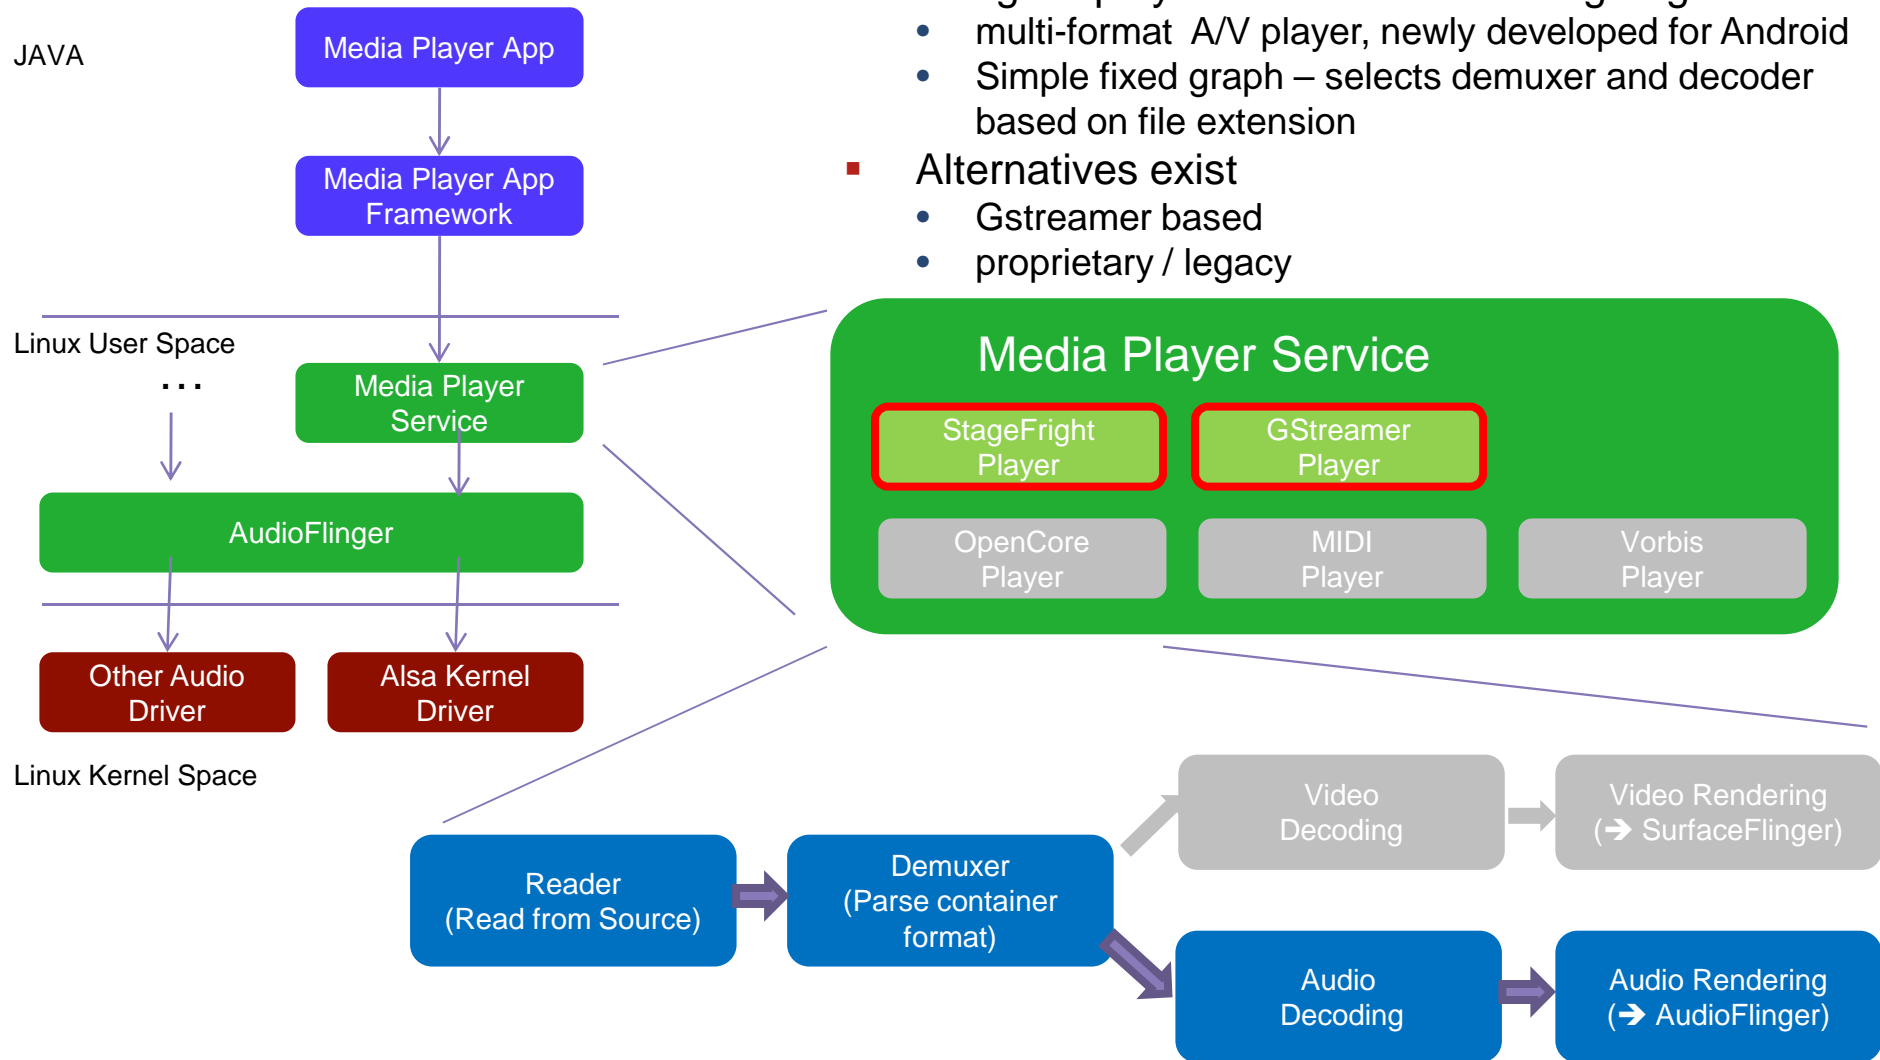 multi-format A/V player, newly developed for Android
Simple fixed graph – selects demuxer and decoder
based on file extension
Alternatives exist
Gstreamer based
proprietary / legacy
JAVA
Media Player App
Media Player App
Framework
Linux User Space
...
Media Player
Service
AudioFlinger
Other Audio
Driver
Alsa Kernel
Driver
Linux Kernel Space
Media Player Service
StageFright
Player
GStreamer
Player
OpenCore
Player
MIDI
Player
Vorbis
Player
Reader
(Read from Source)
Demuxer
(Parse container
format)
Video
Decoding
Video Rendering
(➔ SurfaceFlinger)
Audio
Decoding
Audio Rendering
(➔ AudioFlinger)